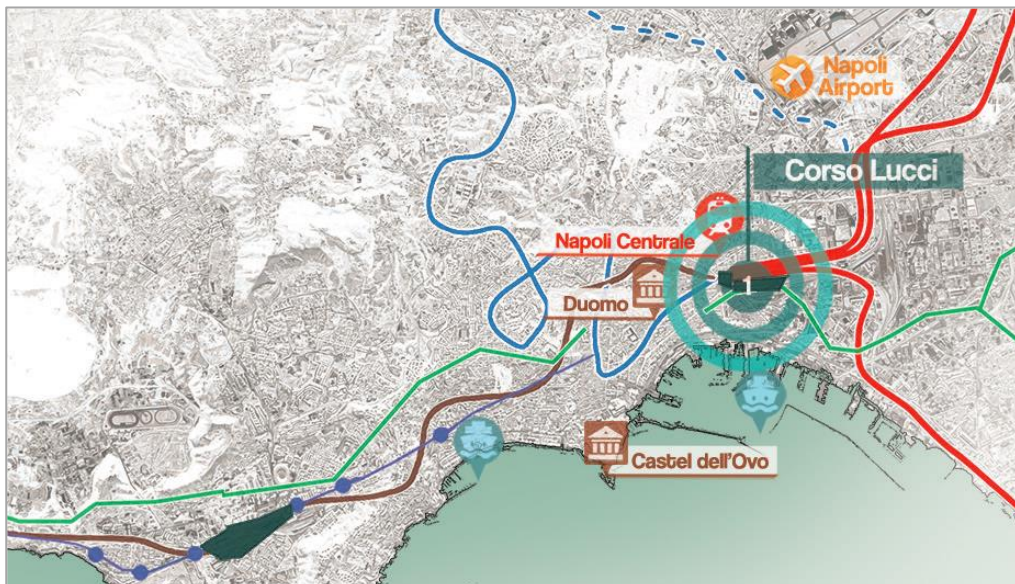 Napoli
Airport
Corso Lucci
Napoli Centrale
1
Duomo
Castel dell'Ovo